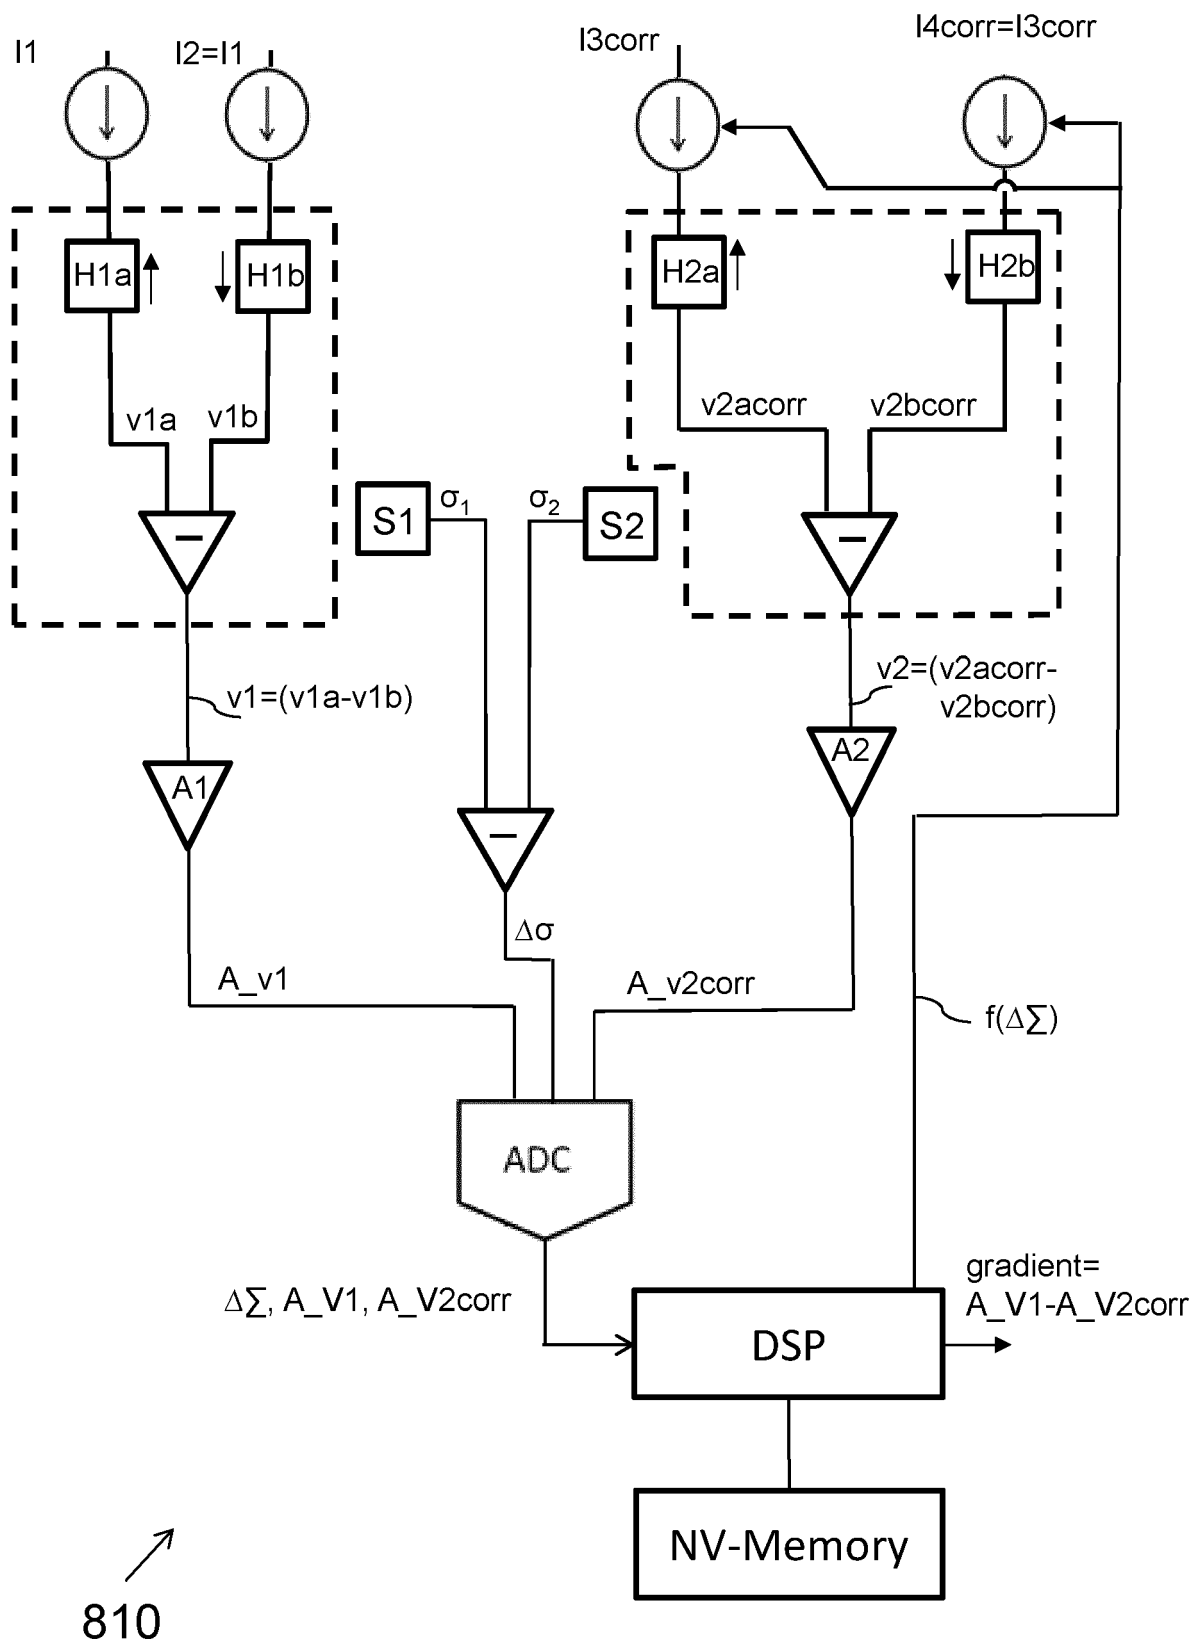 I1
I2=I1
I3corr
I4corr=I3corr
H1a
H1b
H2a
H2b
v1a
v1b
v2acorr
v2bcorr
S1
σ1
σ2
S2
v1=(v1a-v1b)
v2=(v2acorr-
v2bcorr)
A1
A2
Δσ
A_v1
A_v2corr
f(Δ∑)
ADC
Δ∑, A_V1, A_V2corr
gradient=
A_V1-A_V2corr
DSP
NV-Memory
810